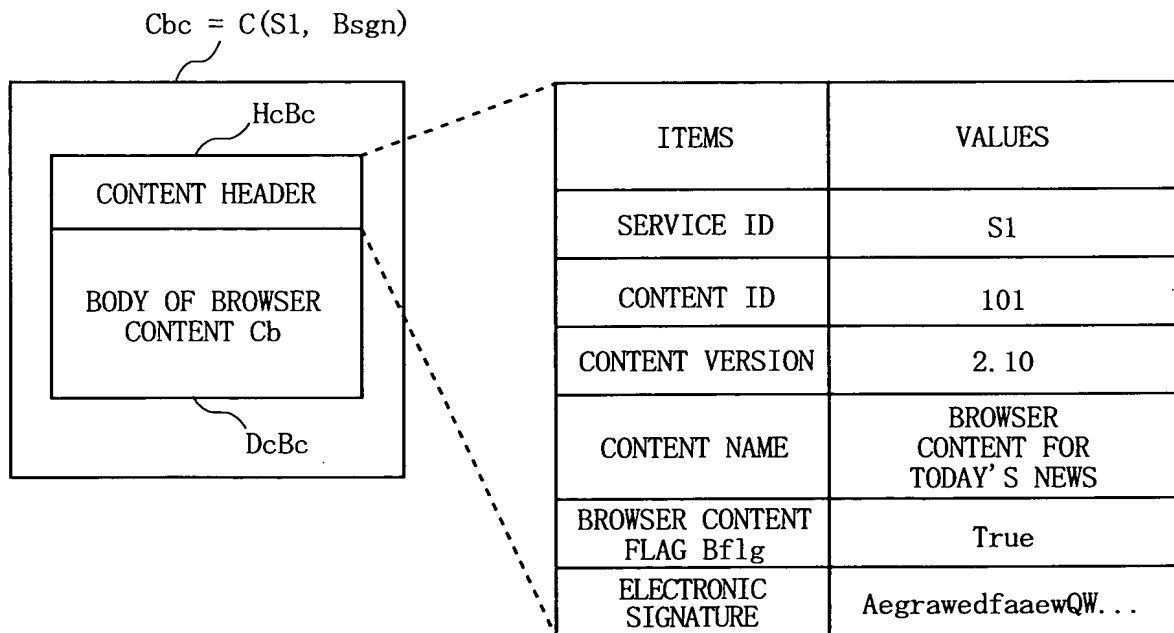 Cbc = C(S1, Bsgn)
HcBc
CONTENT HEADER
BODY OF BROWSER
CONTENT Cb
DcBc
ITEMS VALUES
SERVICE ID S1
CONTENT ID 101
CONTENT VERSION 2.10
CONTENT NAME
BROWSER
CONTENT FOR
TODAY'S NEWS
BROWSER CONTENT
FLAG Bflg
True
ELECTRONIC
SIGNATURE
AegrawedfaaewQW...